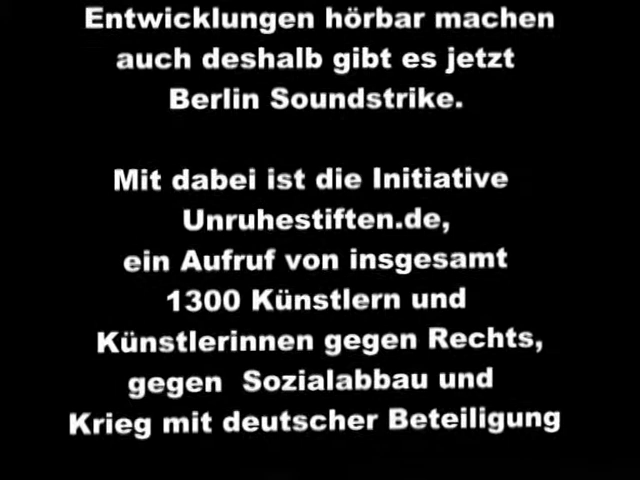 Entwicklungen hörbar machen
auch deshalb gibt es jetzt
Berlin Soundstrike.
Mit dabei ist die Initiative
Unruhestiften.de,
ein Aufruf von insgesamt
1300 Künstlern und
Künstlerinnen gegen Rechts,
gegen Sozialabbau und
Krieg mit deutscher Beteiligung